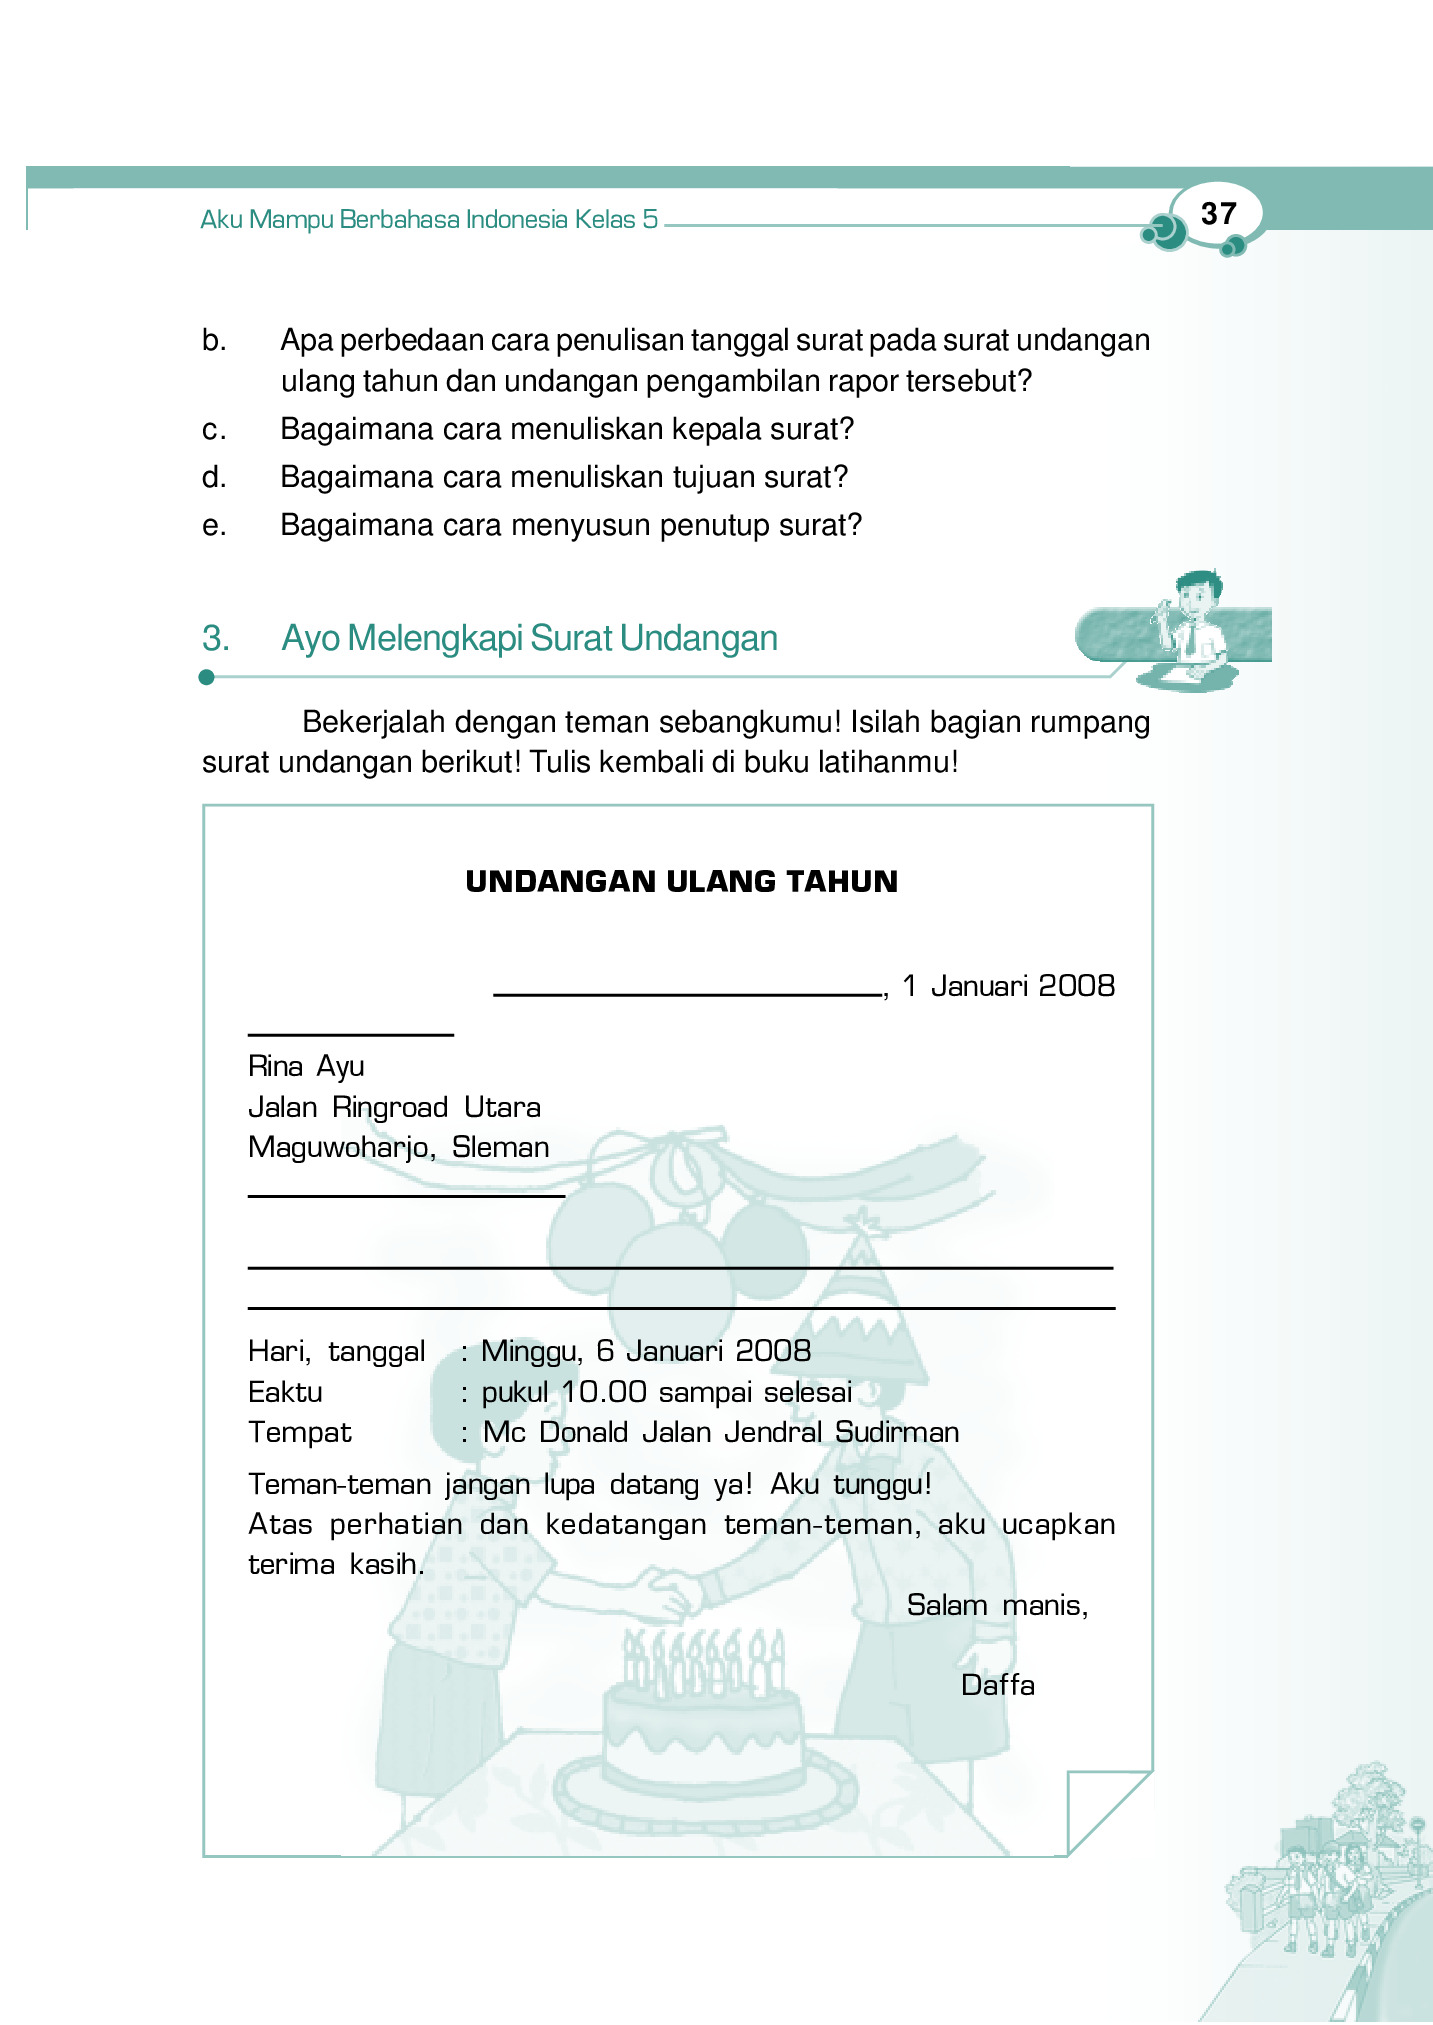 Aku Mampu Berbahasa Indonesia Kelas 5
37
b. Apa perbedaan cara penulisan tanggal surat pada surat undangan
ulang tahun dan undangan pengambilan rapor tersebut?
c. Bagaimana cara menuliskan kepala surat?
d. Bagaimana cara menuliskan tujuan surat?
e. Bagaimana cara menyusun penutup surat?
3. Ayo Melengkapi Surat Undangan
Bekerjalah dengan teman sebangkumu! Isilah bagian rumpang
surat undangan berikut! Tulis kembali di buku latihanmu!
UNDANGAN ULANG TAHUN
, 1 Januari 2008
Rina Ayu
Jalan Ringroad Utara
Maguwoharjo, Sleman
Hari, tanggal : Minggu, 6 Januari 2008
Eaktu : pukul 10.00 sampai selesai
Tempat : Mc Donald Jalan Jendral Sudirman
Teman-teman jangan lupa datang ya! Aku tunggu!
Atas perhatian dan kedatangan teman-teman, aku ucapkan
terima kasih.
Salam manis,
Daffa